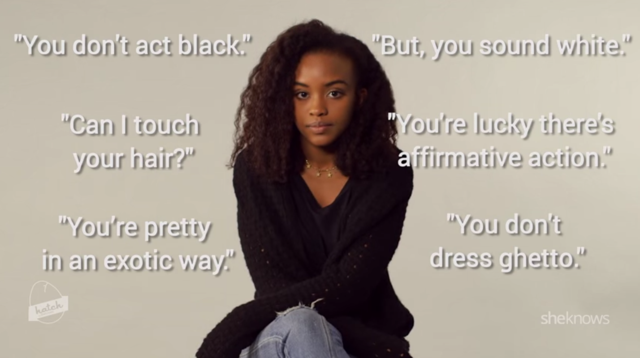 "You don't act black."
"But, you sound white."
"Can I touch
your hair?"
"You're lucky there's
affirmative action."
"You're pretty
in an exotic way."
"You don't
dress ghetto."
hatch
sheknows